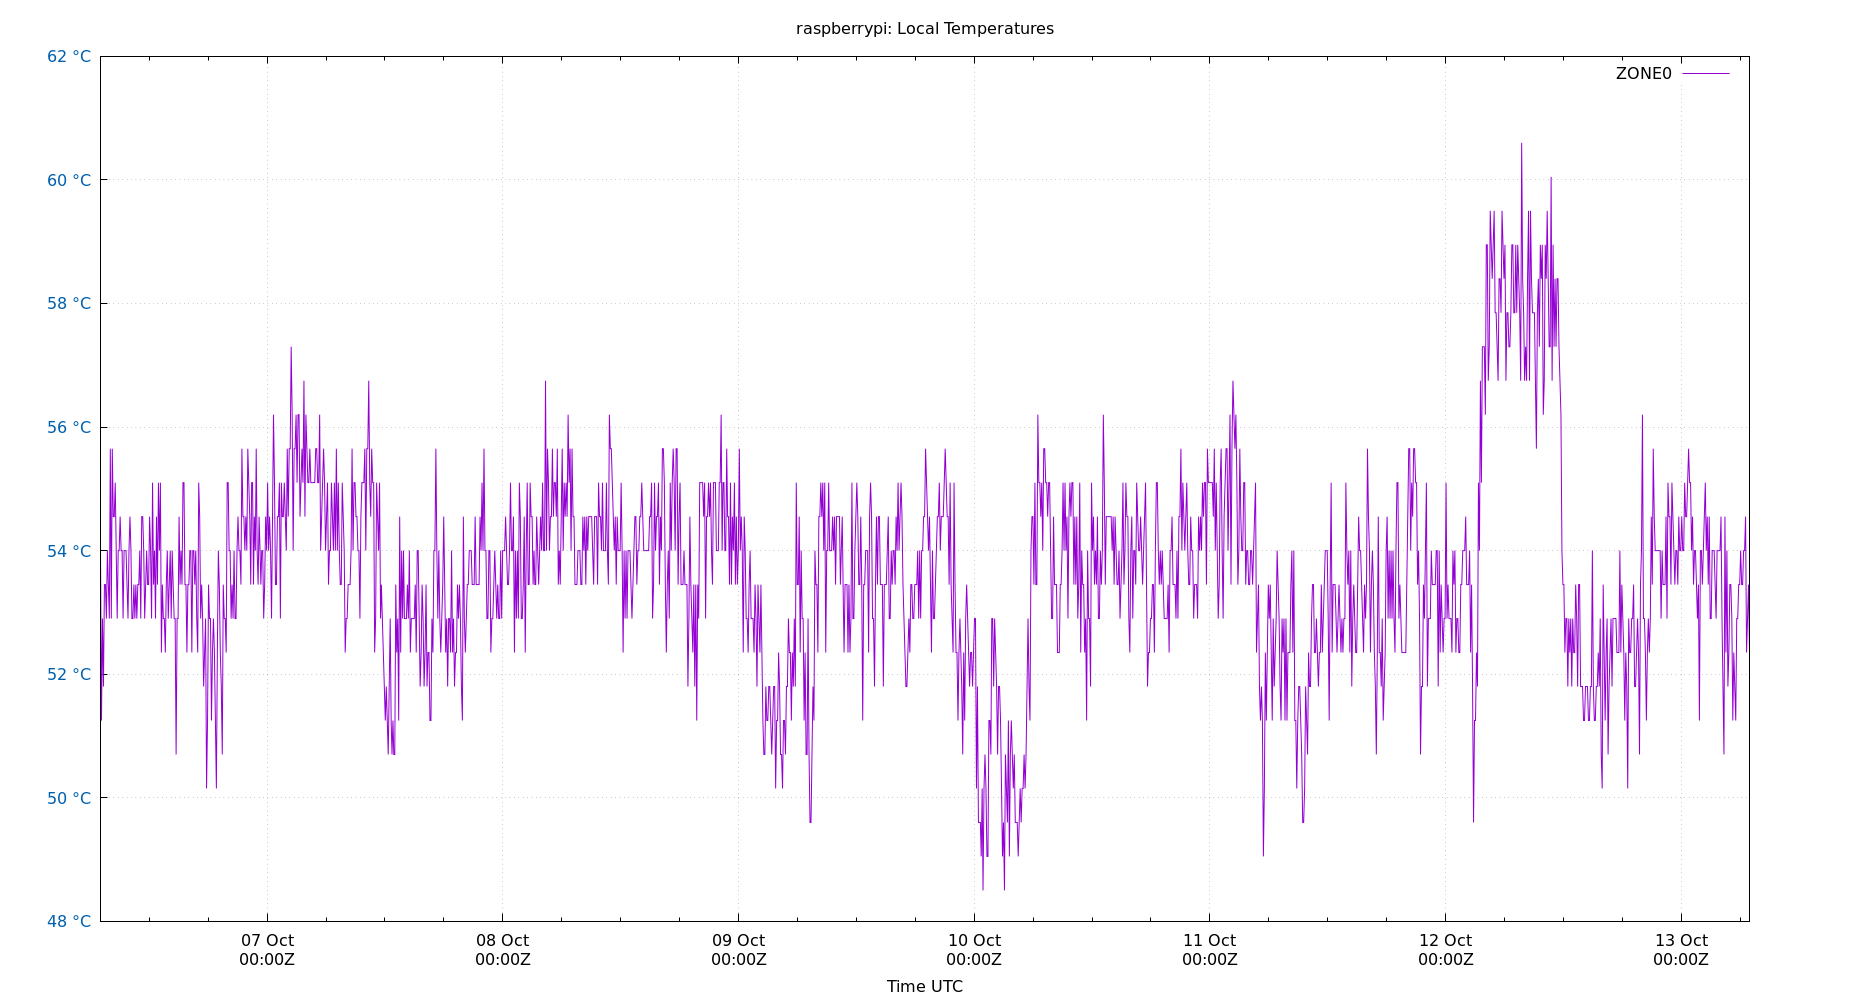 raspberrypi: Local Temperatures
62 °C
ZONE0
60 °C
58 °C
56 °C
54 °C
52 °C
50 °C
48 °C
07 Oct 08 Oct 09 Oct 10 Oct 11 Oct 12 Oct 13 Oct
00:00Z 00:00Z 00:00Z 00:00Z 00:00Z 00:00Z 00:00Z
Time UTC